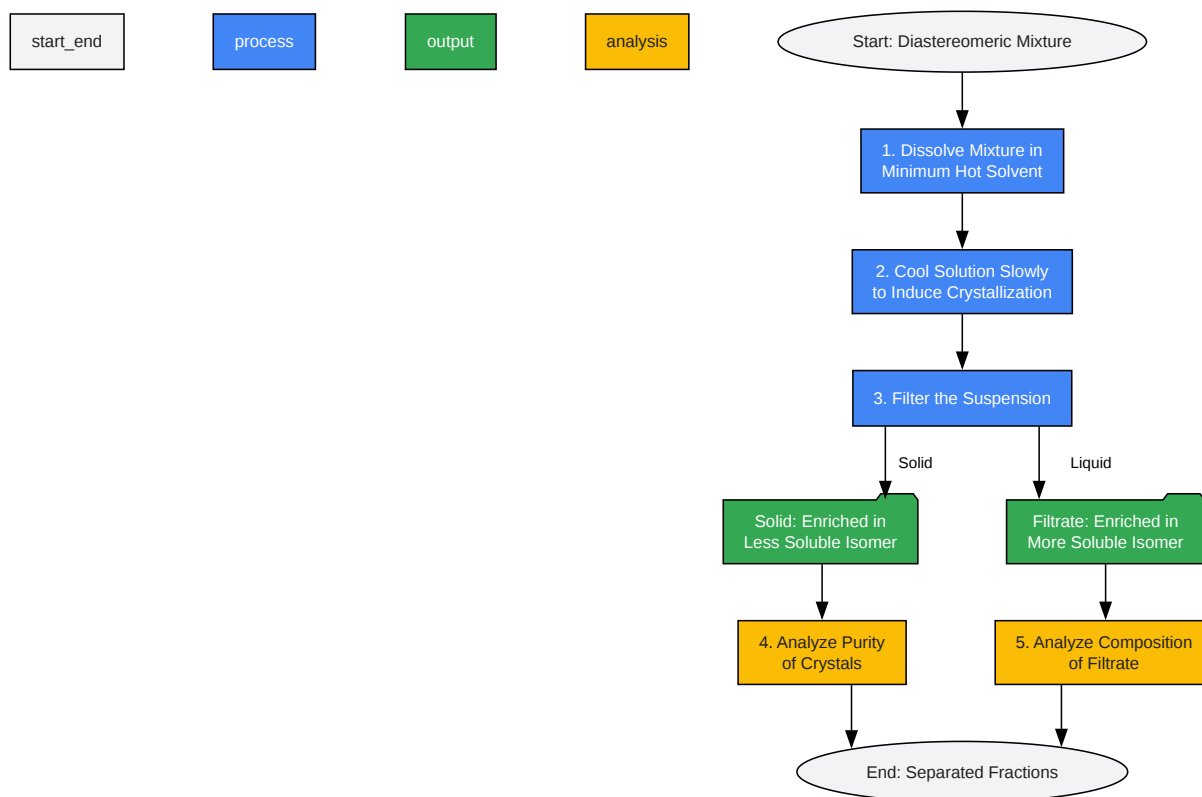 start_end
process
output
analysis
Start: Diastereomeric Mixture
1. Dissolve Mixture in
Minimum Hot Solvent
2. Cool Solution Slowly
to Induce Crystallization
3. Filter the Suspension
Solid
Liquid
Solid: Enriched in
Less Soluble Isomer
Filtrate: Enriched in
More Soluble Isomer
4. Analyze Purity
of Crystals
5. Analyze Composition
of Filtrate
End: Separated Fractions